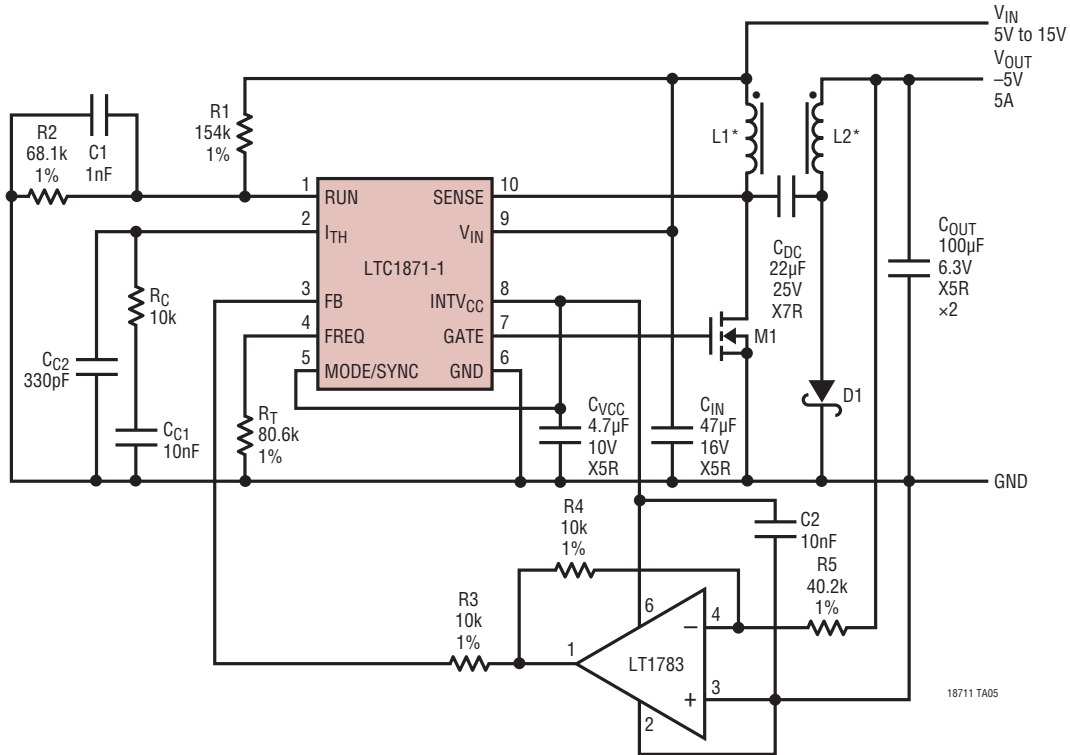 VIN
5V to 15V
VOUT
–5V
5A
R2
68.1k
1%
C1
1nF
R1
154k
1%
L1*
L2*
1
RUN
SENSE
10
2
ITH
VIN
9
LTC1871-1
3
FB
INTVCC
8
4
FREQ
GATE
7
5
MODE/SYNC
GND
6
RC
10k
CC2
330pF
CC1
10nF
RT
80.6k
1%
CVCC
4.7µF
10V
X5R
CIN
47µF
16V
X5R
CDC
22µF
25V
X7R
M1
D1
COUT
100µF
6.3V
X5R
×2
GND
R4
10k
1%
C2
10nF
R5
40.2k
1%
R3
10k
1%
1
6
4
–
LT1783
+
3
2
18711 TA05